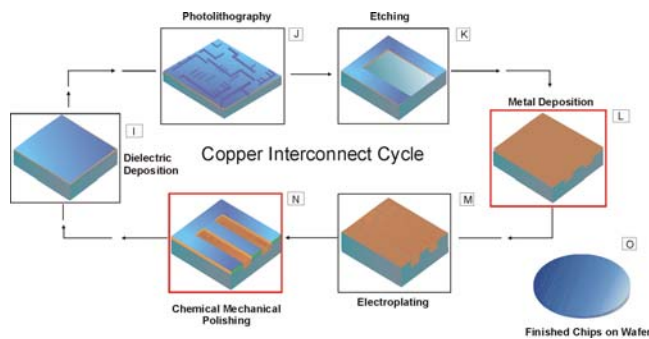 Photolithography
J
Etching
K
Metal Deposition
L
I
Dielectric
Deposition
Copper Interconnect Cycle
N
M
O
Chemical Mechanical
Polishing
Electroplating
Finished Chips on Wafer